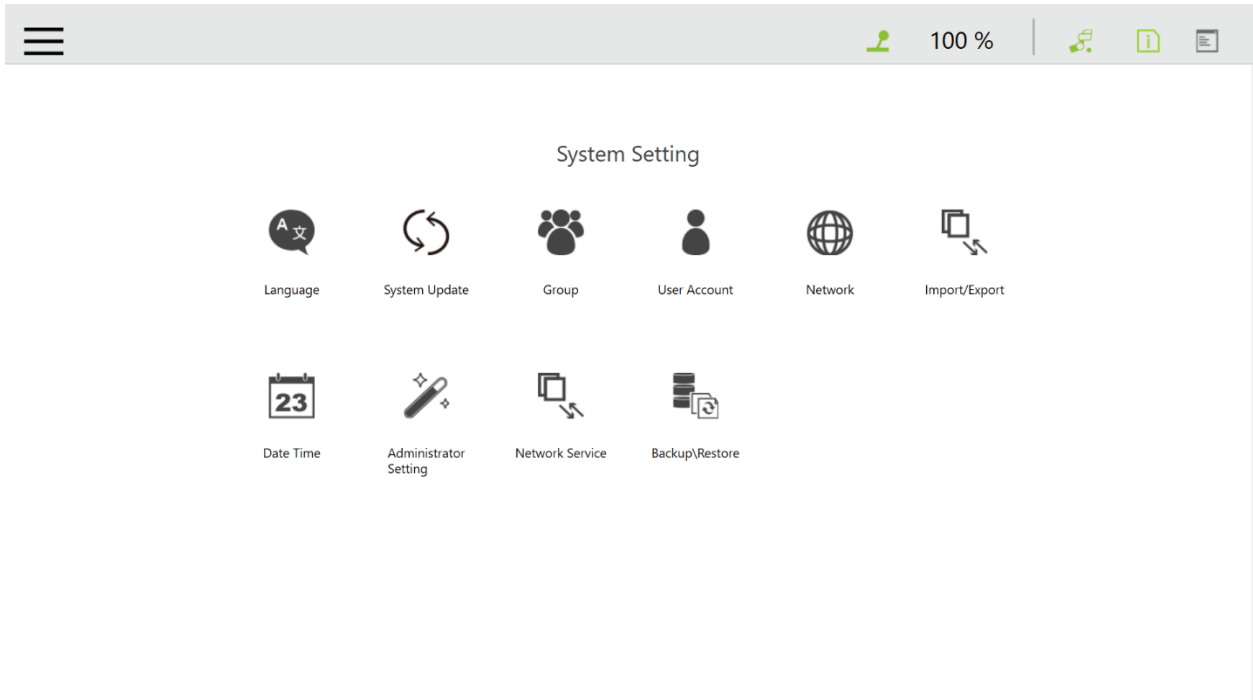 100 %
System Setting
A 文
Language
System Update
Group
User Account
Network
Import/Export
23
Date Time
Administrator
Setting
Network Service
Backup\Restore